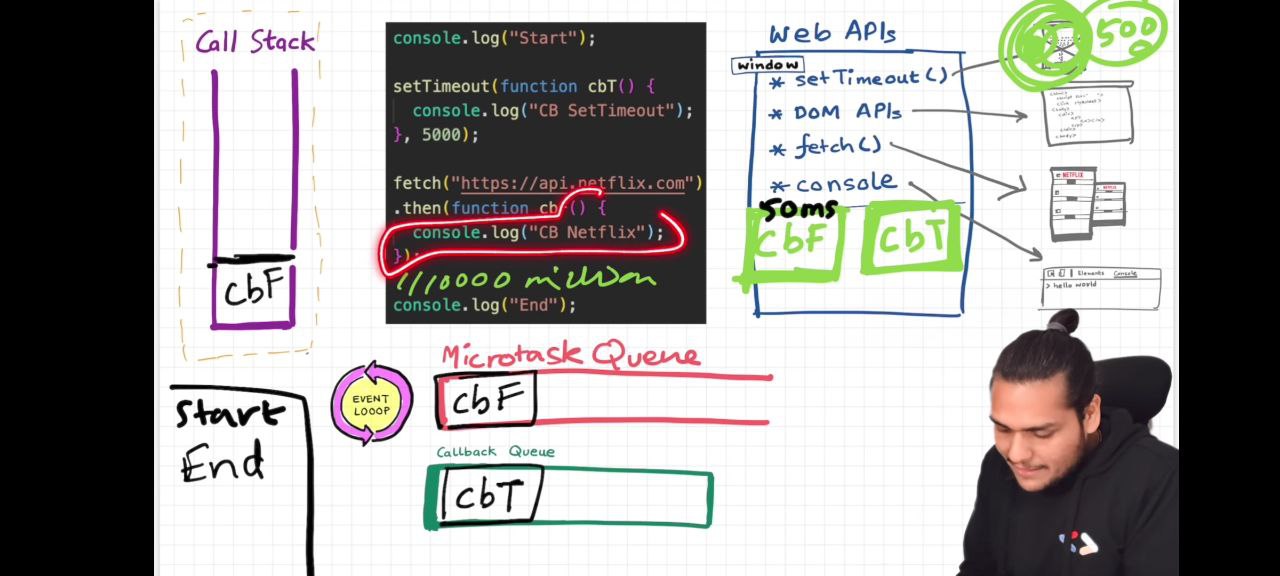 Call Stack
cbF
console.log("Start");
setTimeout(function cbT() {
console.log("CB SetTimeout");
}, 5000);
fetch("https://api.netflix.com")
.then(function cbF() {
console.log("CB Netflix");
});
10000 million
console.log("End");
Web APIs
window
* setTimeout()
* DOM APIs
* fetch()
* console
50ms
cbF
cbT
500
NETFLIX
NETFLIX
Elements Console
> hello world
Start
End
EVENT
LOOOP
Microtask Queue
cbF
Callback Queue
cbT